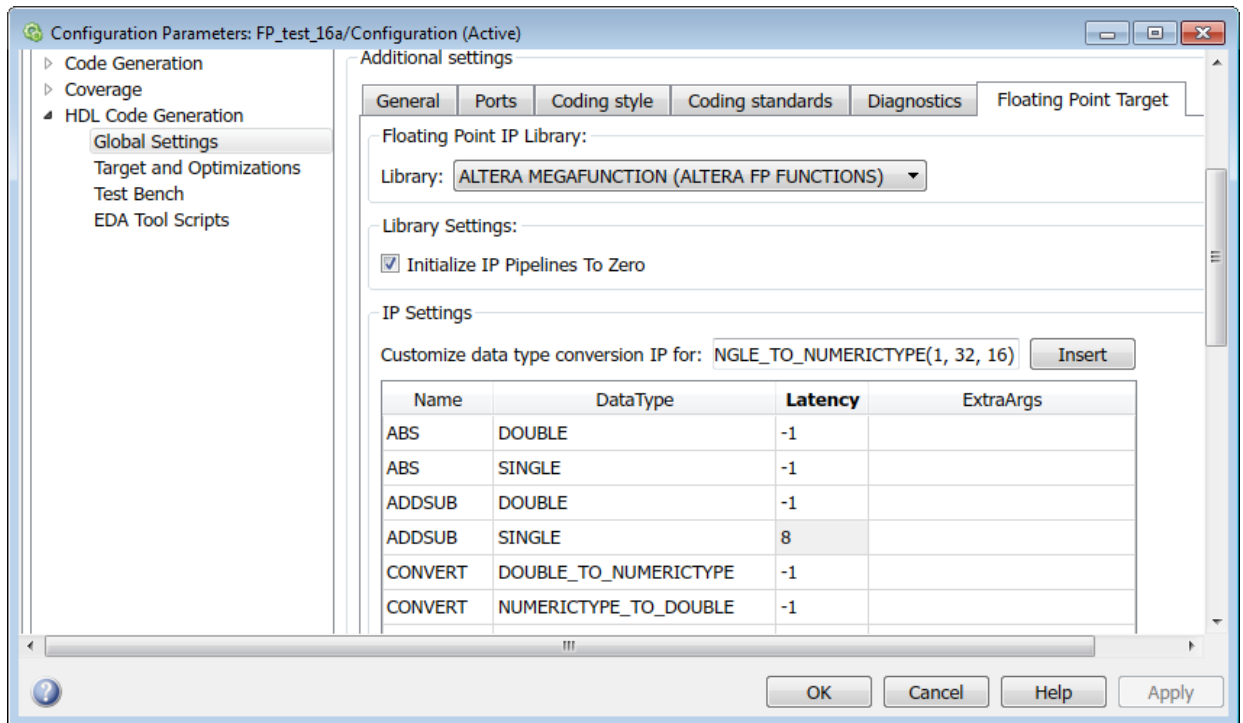 Configuration Parameters: FP_test_16a/Configuration (Active)
Code Generation
Coverage
HDL Code Generation
Global Settings
Target and Optimizations
Test Bench
EDA Tool Scripts
Additional settings
General Ports Coding style Coding standards Diagnostics Floating Point Target
Floating Point IP Library:
Library: ALTERA MEGAFUNCTION (ALTERA FP FUNCTIONS)
Library Settings:
Initialize IP Pipelines To Zero
IP Settings
Customize data type conversion IP for: NGLE_TO_NUMERICTYPE(1, 32, 16) Insert
Name DataType Latency ExtraArgs
ABS DOUBLE -1
ABS SINGLE -1
ADDSUB DOUBLE -1
ADDSUB SINGLE 8
CONVERT DOUBLE_TO_NUMERICTYPE -1
CONVERT NUMERICTYPE_TO_DOUBLE -1
OK Cancel Help Apply